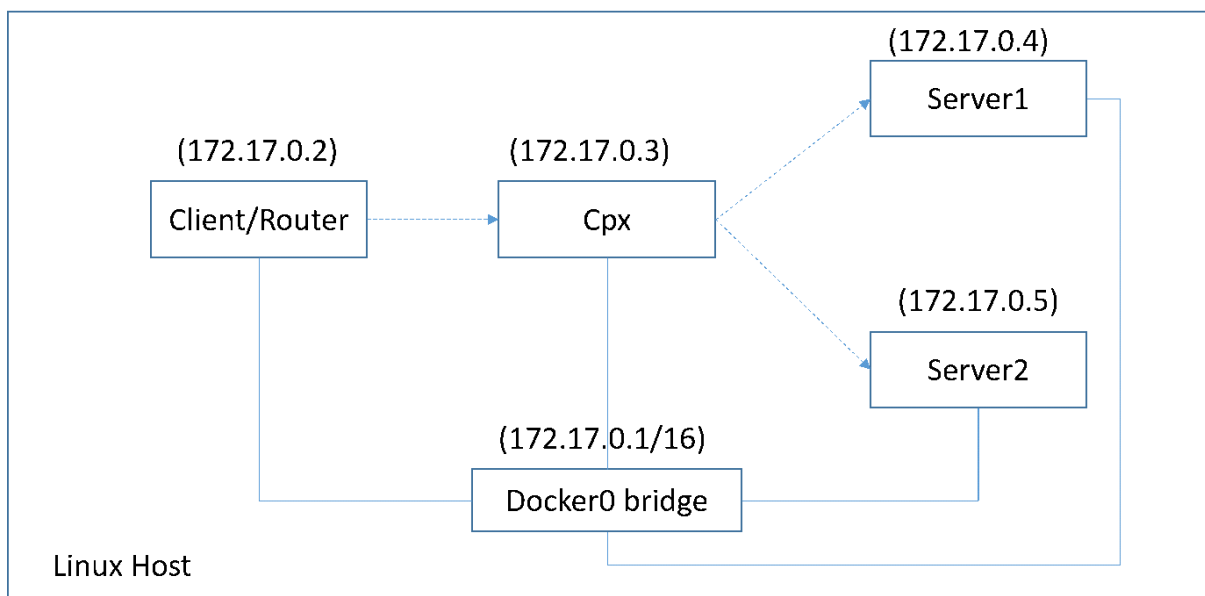 (172.17.0.4)
Server1
(172.17.0.2)
(172.17.0.3)
Client/Router
Cpx
(172.17.0.5)
Server2
(172.17.0.1/16)
Docker0 bridge
Linux Host